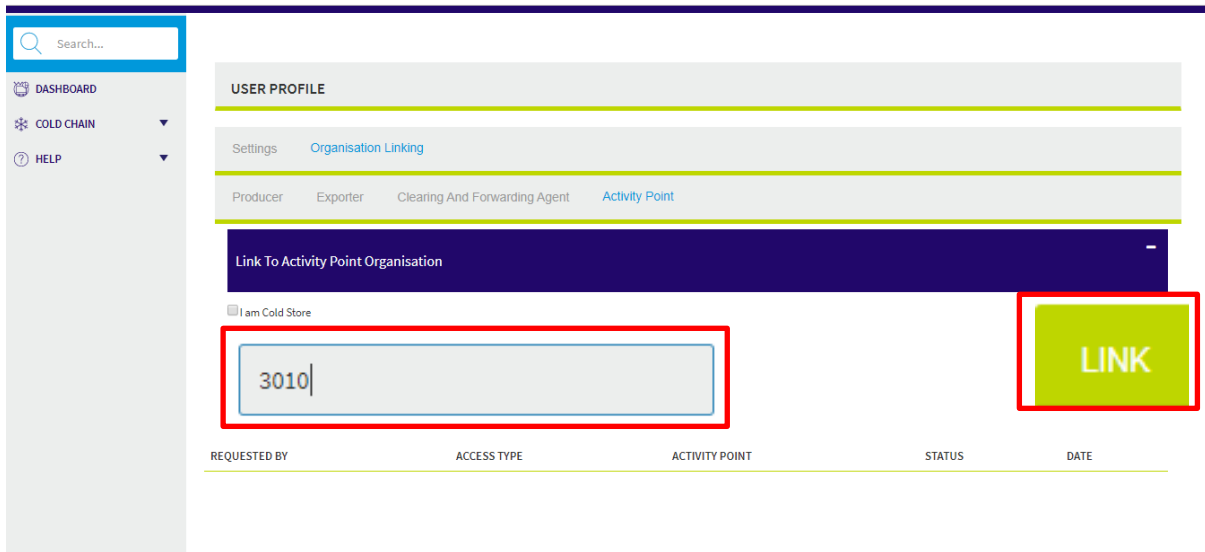 Search...
DASHBOARD
COLD CHAIN
HELP
USER PROFILE
Settings Organisation Linking
Producer Exporter Clearing And Forwarding Agent Activity Point
Link To Activity Point Organisation
I am Cold Store
3010
LINK
REQUESTED BY ACCESS TYPE ACTIVITY POINT STATUS DATE